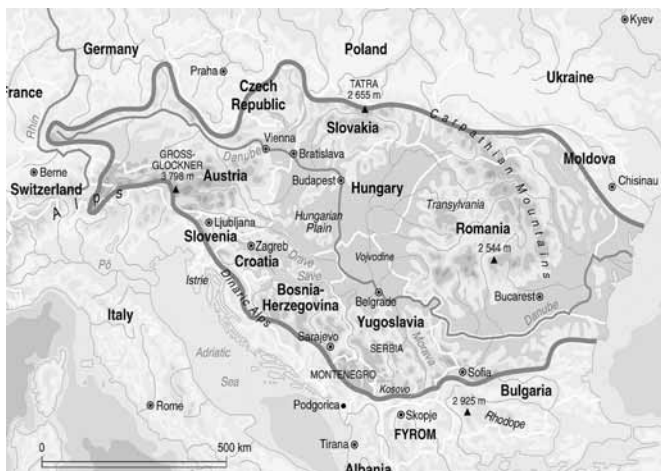 Germany
Poland
Kyev
Praha
Ukraine
France
Czech
Republic
TATRA
2 655 m
Carpathian Mountains
Rhin
Slovakia
Moldova
Vienna
Danube
Bratislava
Berne
GROSS-
GLOCKNER
3 798 m
Austria
Chisinau
Switzerland
Budapest
Hungary
Alps
Transylvania
Hungarian
Plain
Romania
Ljubljana
Slovenia
Zagreb
Croatia
2 544 m
Vojvodine
Drave
Save
Pô
Istrie
Dinaric Alps
Bosnia-
Herzegovina
Bucarest
Belgrade
Danube
Italy
Yugoslavia
Sarajevo
SERBIA
Morava
Adriatic
Sea
MONTENEGRO
Sofia
Kosovo
Bulgaria
2 925 m
Rome
Podgorica
Skopje
Rhodope
FYROM
Tirana
Albania
0
500 km